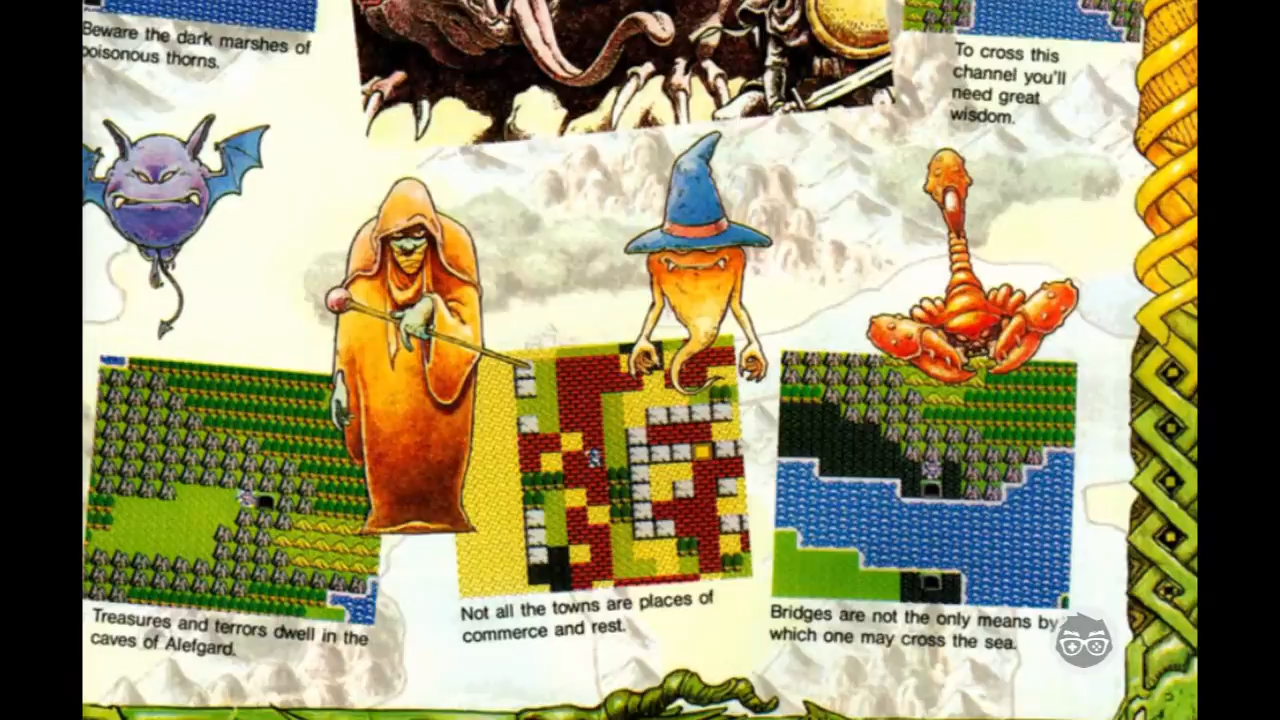 Beware the dark marshes of
poisonous thorns.
To cross this
channel you'll
need great
wisdom.
Treasures and terrors dwell in the
caves of Alefgard.
Not all the towns are places of
commerce and rest.
Bridges are not the only means by
which one may cross the sea.